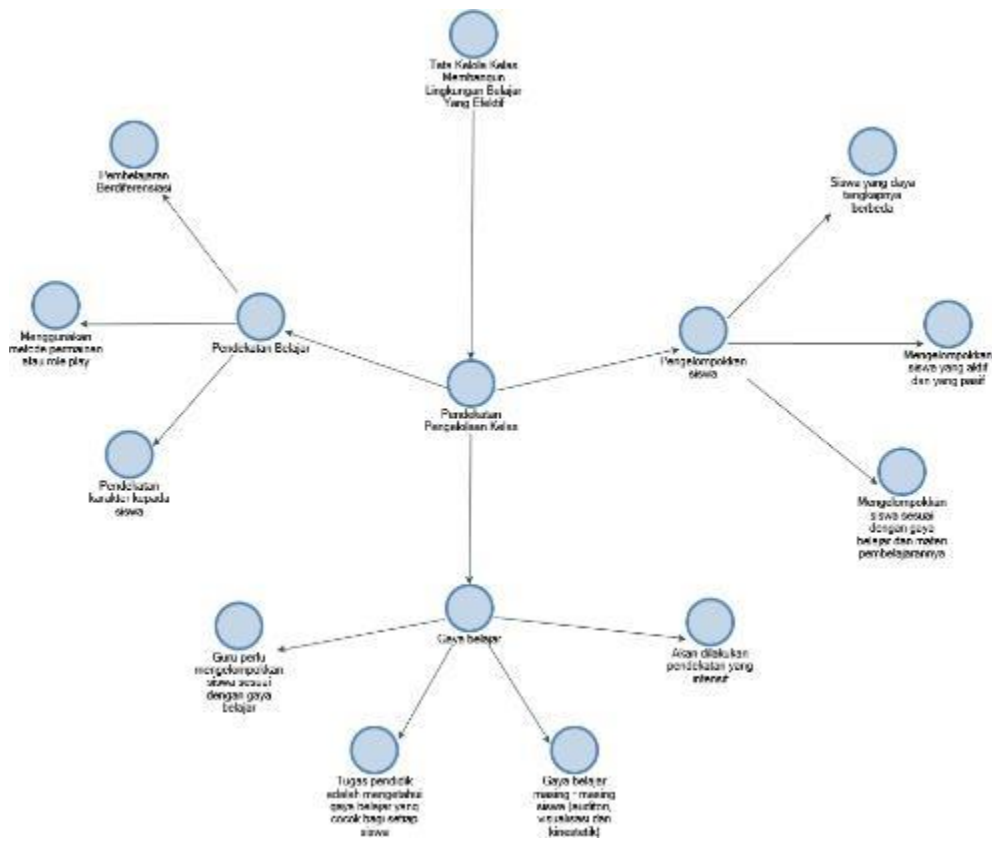 Tata Kelola Kelas
Membangun
Lingkungan Belajar
Yang Efektif
Pembelajaran
Berdiferensiasi
Siswa yang daya
tangkapnya
berbeda
Menggunakan
metode permainan
atau role play
Pendekatan Belajar
Pengelompokkan
siswa
Mengelompokkan
siswa yang aktif
dan yang pasif
Pendekatan
Pengelolaan Kelas
Pendekatan
karakter kepada
siswa
Mengelompokkan
siswa sesuai
dengan gaya
belajar dan materi
pembelajarannya
Gaya belajar
Guru perlu
mengelompokkan
siswa sesuai
dengan gaya
belajar
Akan dilakukan
pendekatan yang
intensif
Tugas pendidik
adalah mengetahui
gaya belajar yang
cocok bagi setiap
siswa
Gaya belajar
masing - masing
siswa (auditori,
visualisasi dan
kinestetik)